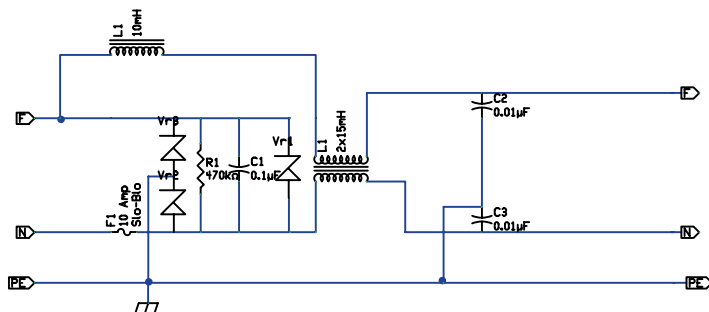 L1
10mH
F
Vr3
Vr2
R1
470kΩ
C1
0.1µF
Vr1
L1
2x15mH
C2
0.01µF
F
F1
10 Amp
Slo-Blo
N
C3
0.01µF
N
PE
PE